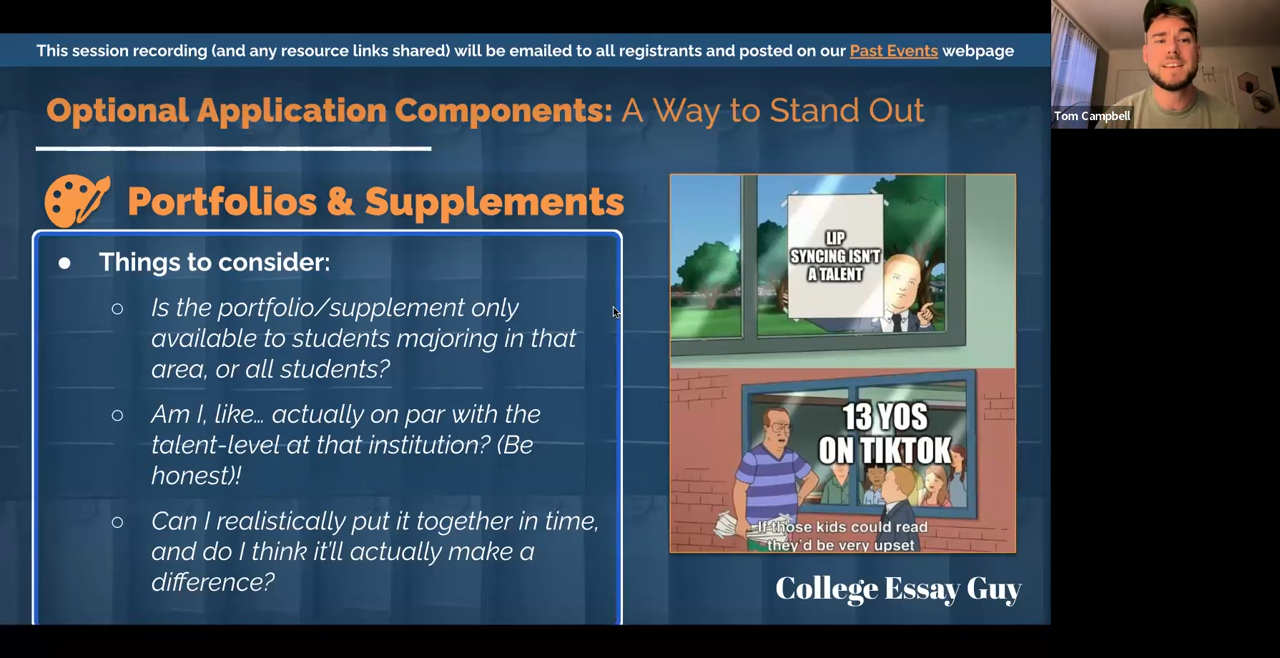 This session recording (and any resource links shared) will be emailed to all registrants and posted on our Past Events webpage
Tom Campbell
Optional Application Components: A Way to Stand Out
Portfolios & Supplements
● Things to consider:
○ Is the portfolio/supplement only
available to students majoring in that
area, or all students?
○ Am I, like... actually on par with the
talent-level at that institution? (Be
honest)!
○ Can I realistically put it together in time,
and do I think it'll actually make a
difference?
LIP
SYNCING ISN'T
A TALENT
13 YOS
ON TIKTOK
If those kids could read
they'd be very upset
College Essay Guy